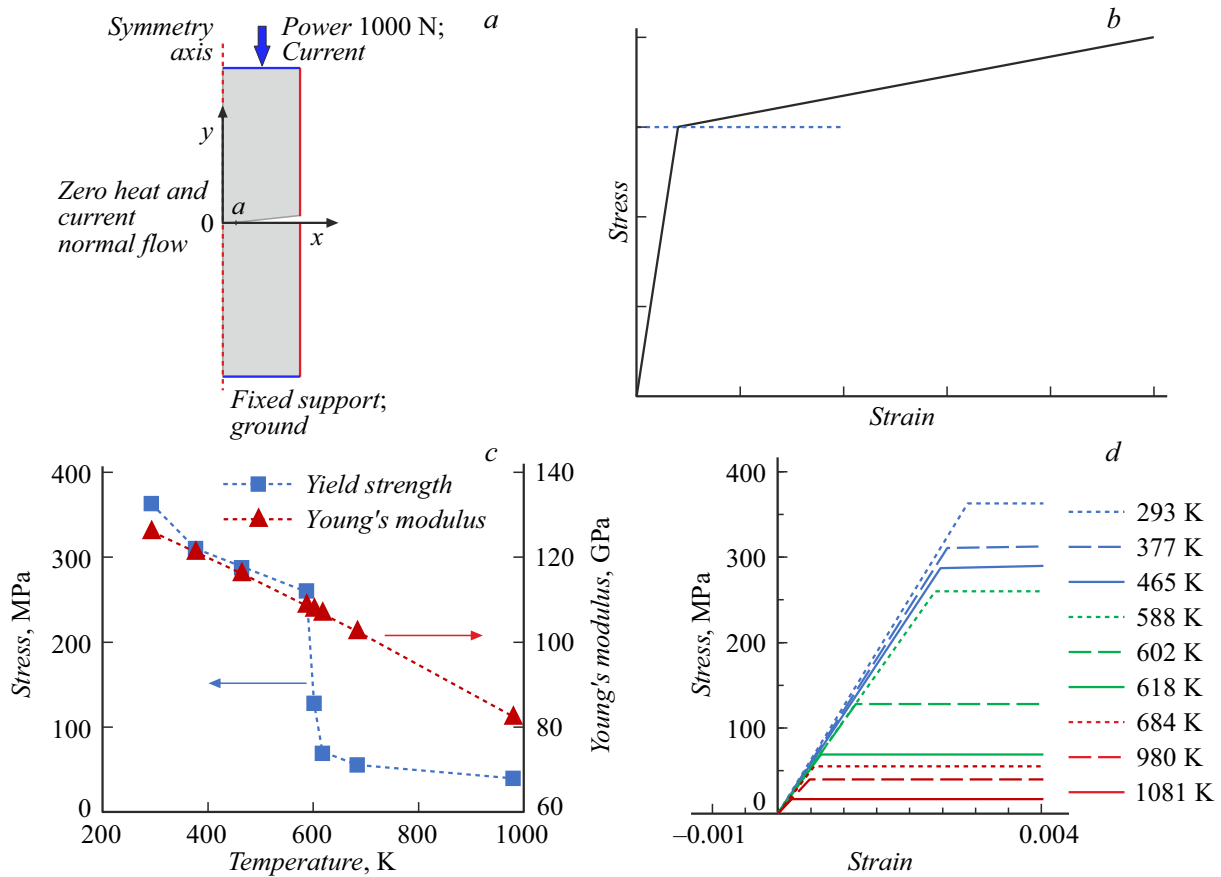 a
Symmetry
axis
Power 1000 N;
Current
y
Zero heat and
current
normal flow
0
a
x
Fixed support;
ground
b
Stress
Strain
c
400
300
200
100
0
Stress, MPa
Yield strength
Young's modulus
140
120
100
80
60
Young's modulus, GPa
200
400
600
800
1000
Temperature, K
d
400
300
200
100
0
Stress, MPa
–0.001
0.004
Strain
293 K
377 K
465 K
588 K
602 K
618 K
684 K
980 K
1081 K